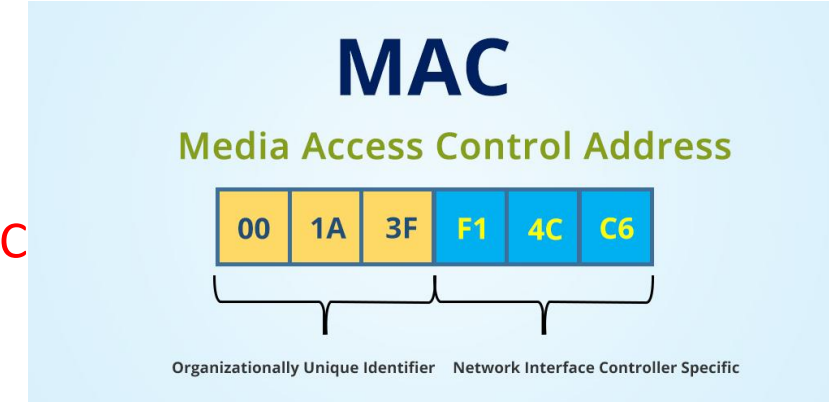 MAC
Media Access Control Address
C
00 1A 3F F1 4C C6
Organizationally Unique Identifier Network Interface Controller Specific